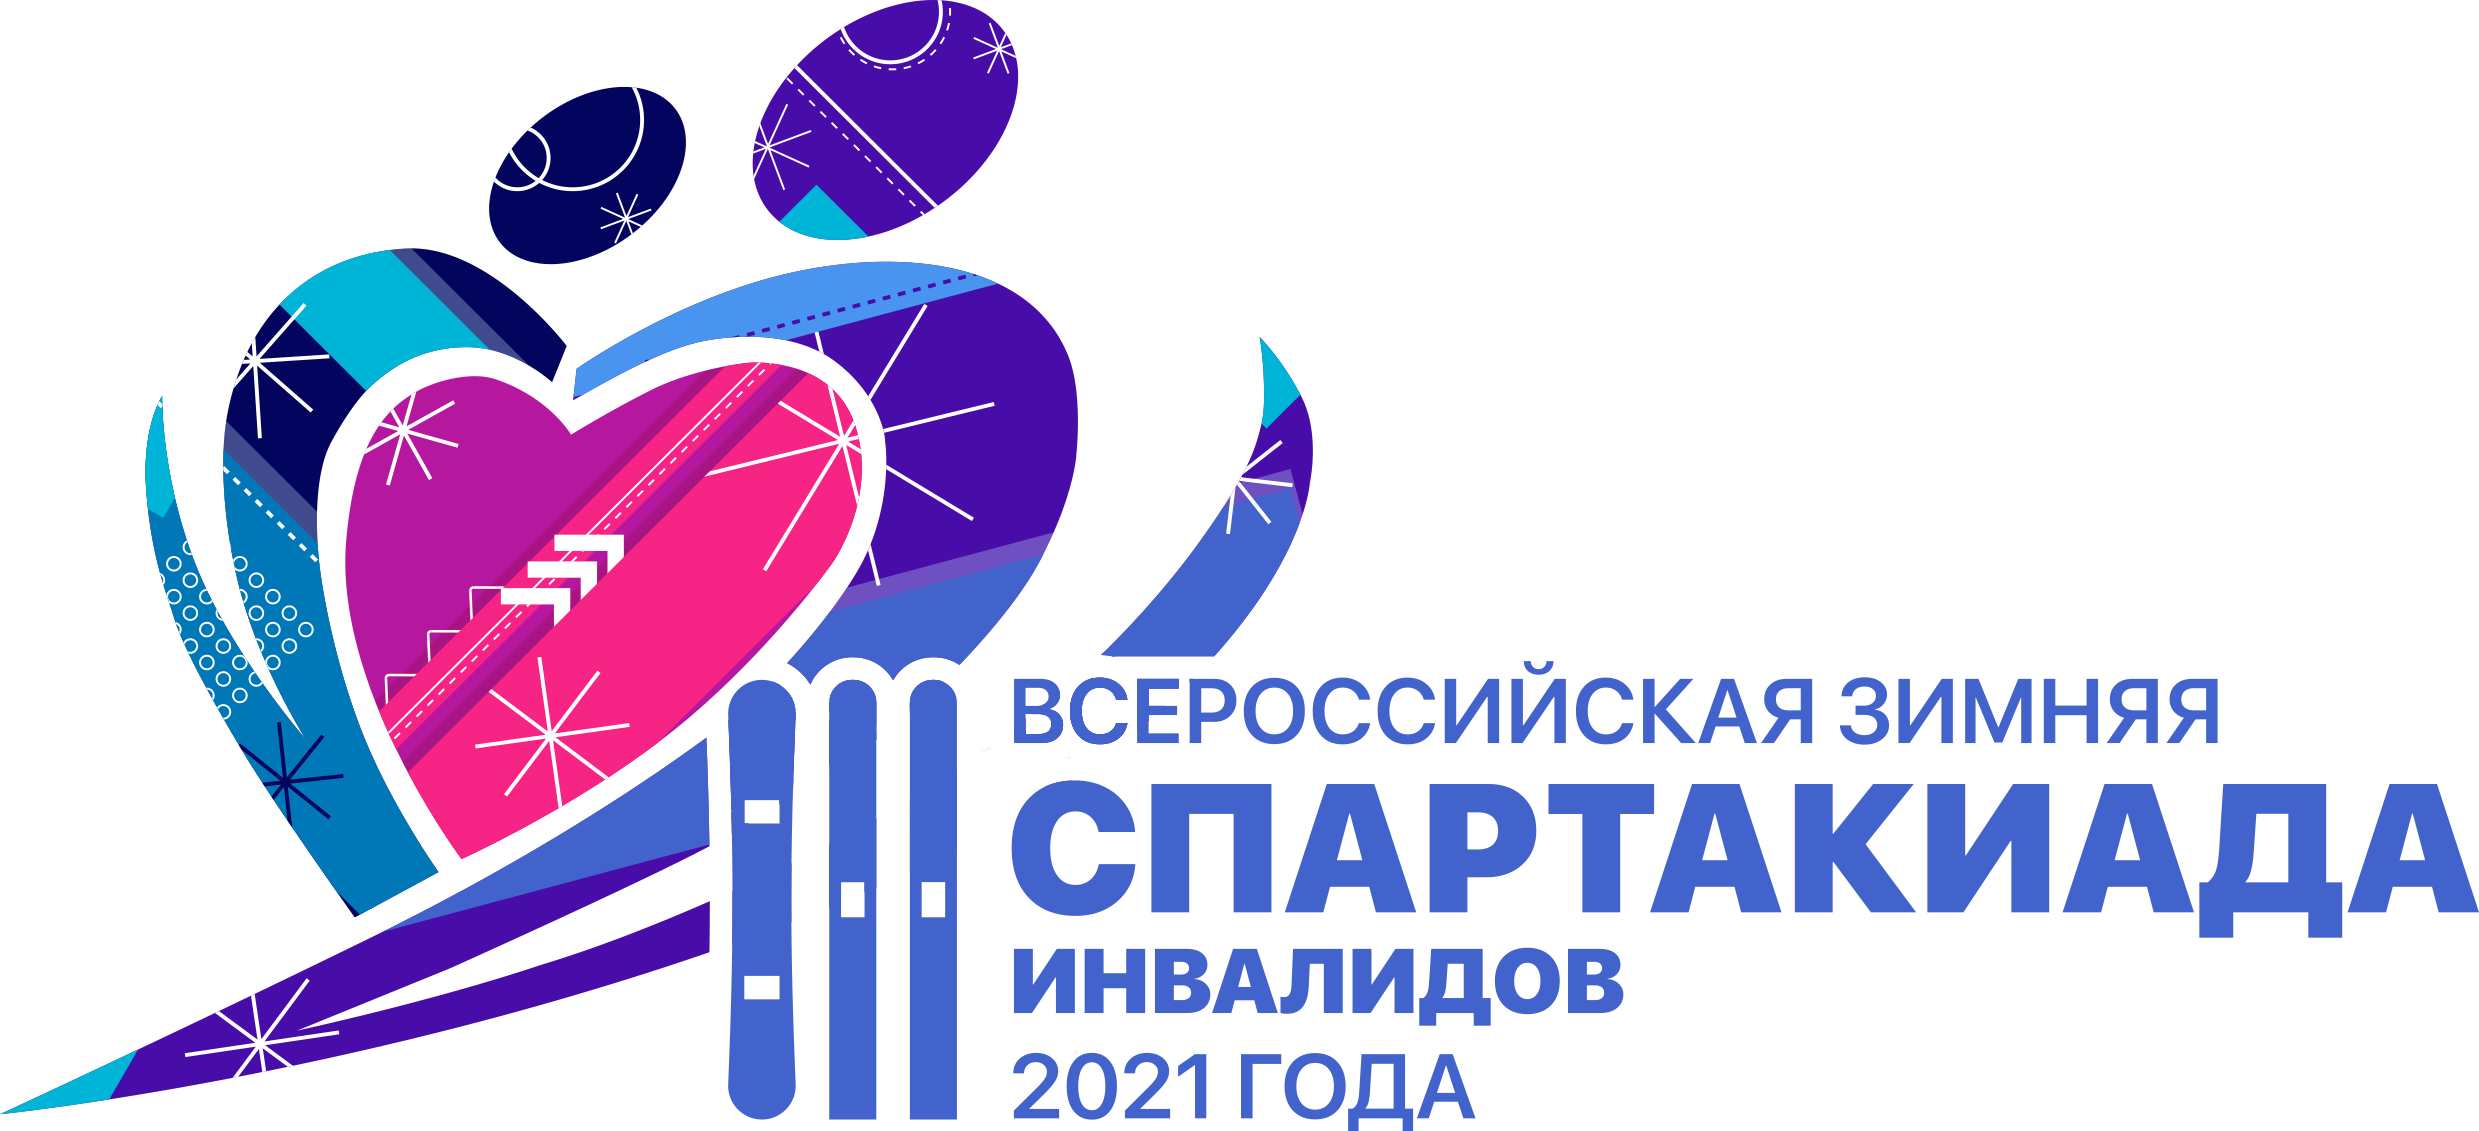 ВСЕРОССИЙСКАЯ ЗИМНЯЯ
СПАРТАКИАДА
ИНВАЛИДОВ
2021 ГОДА